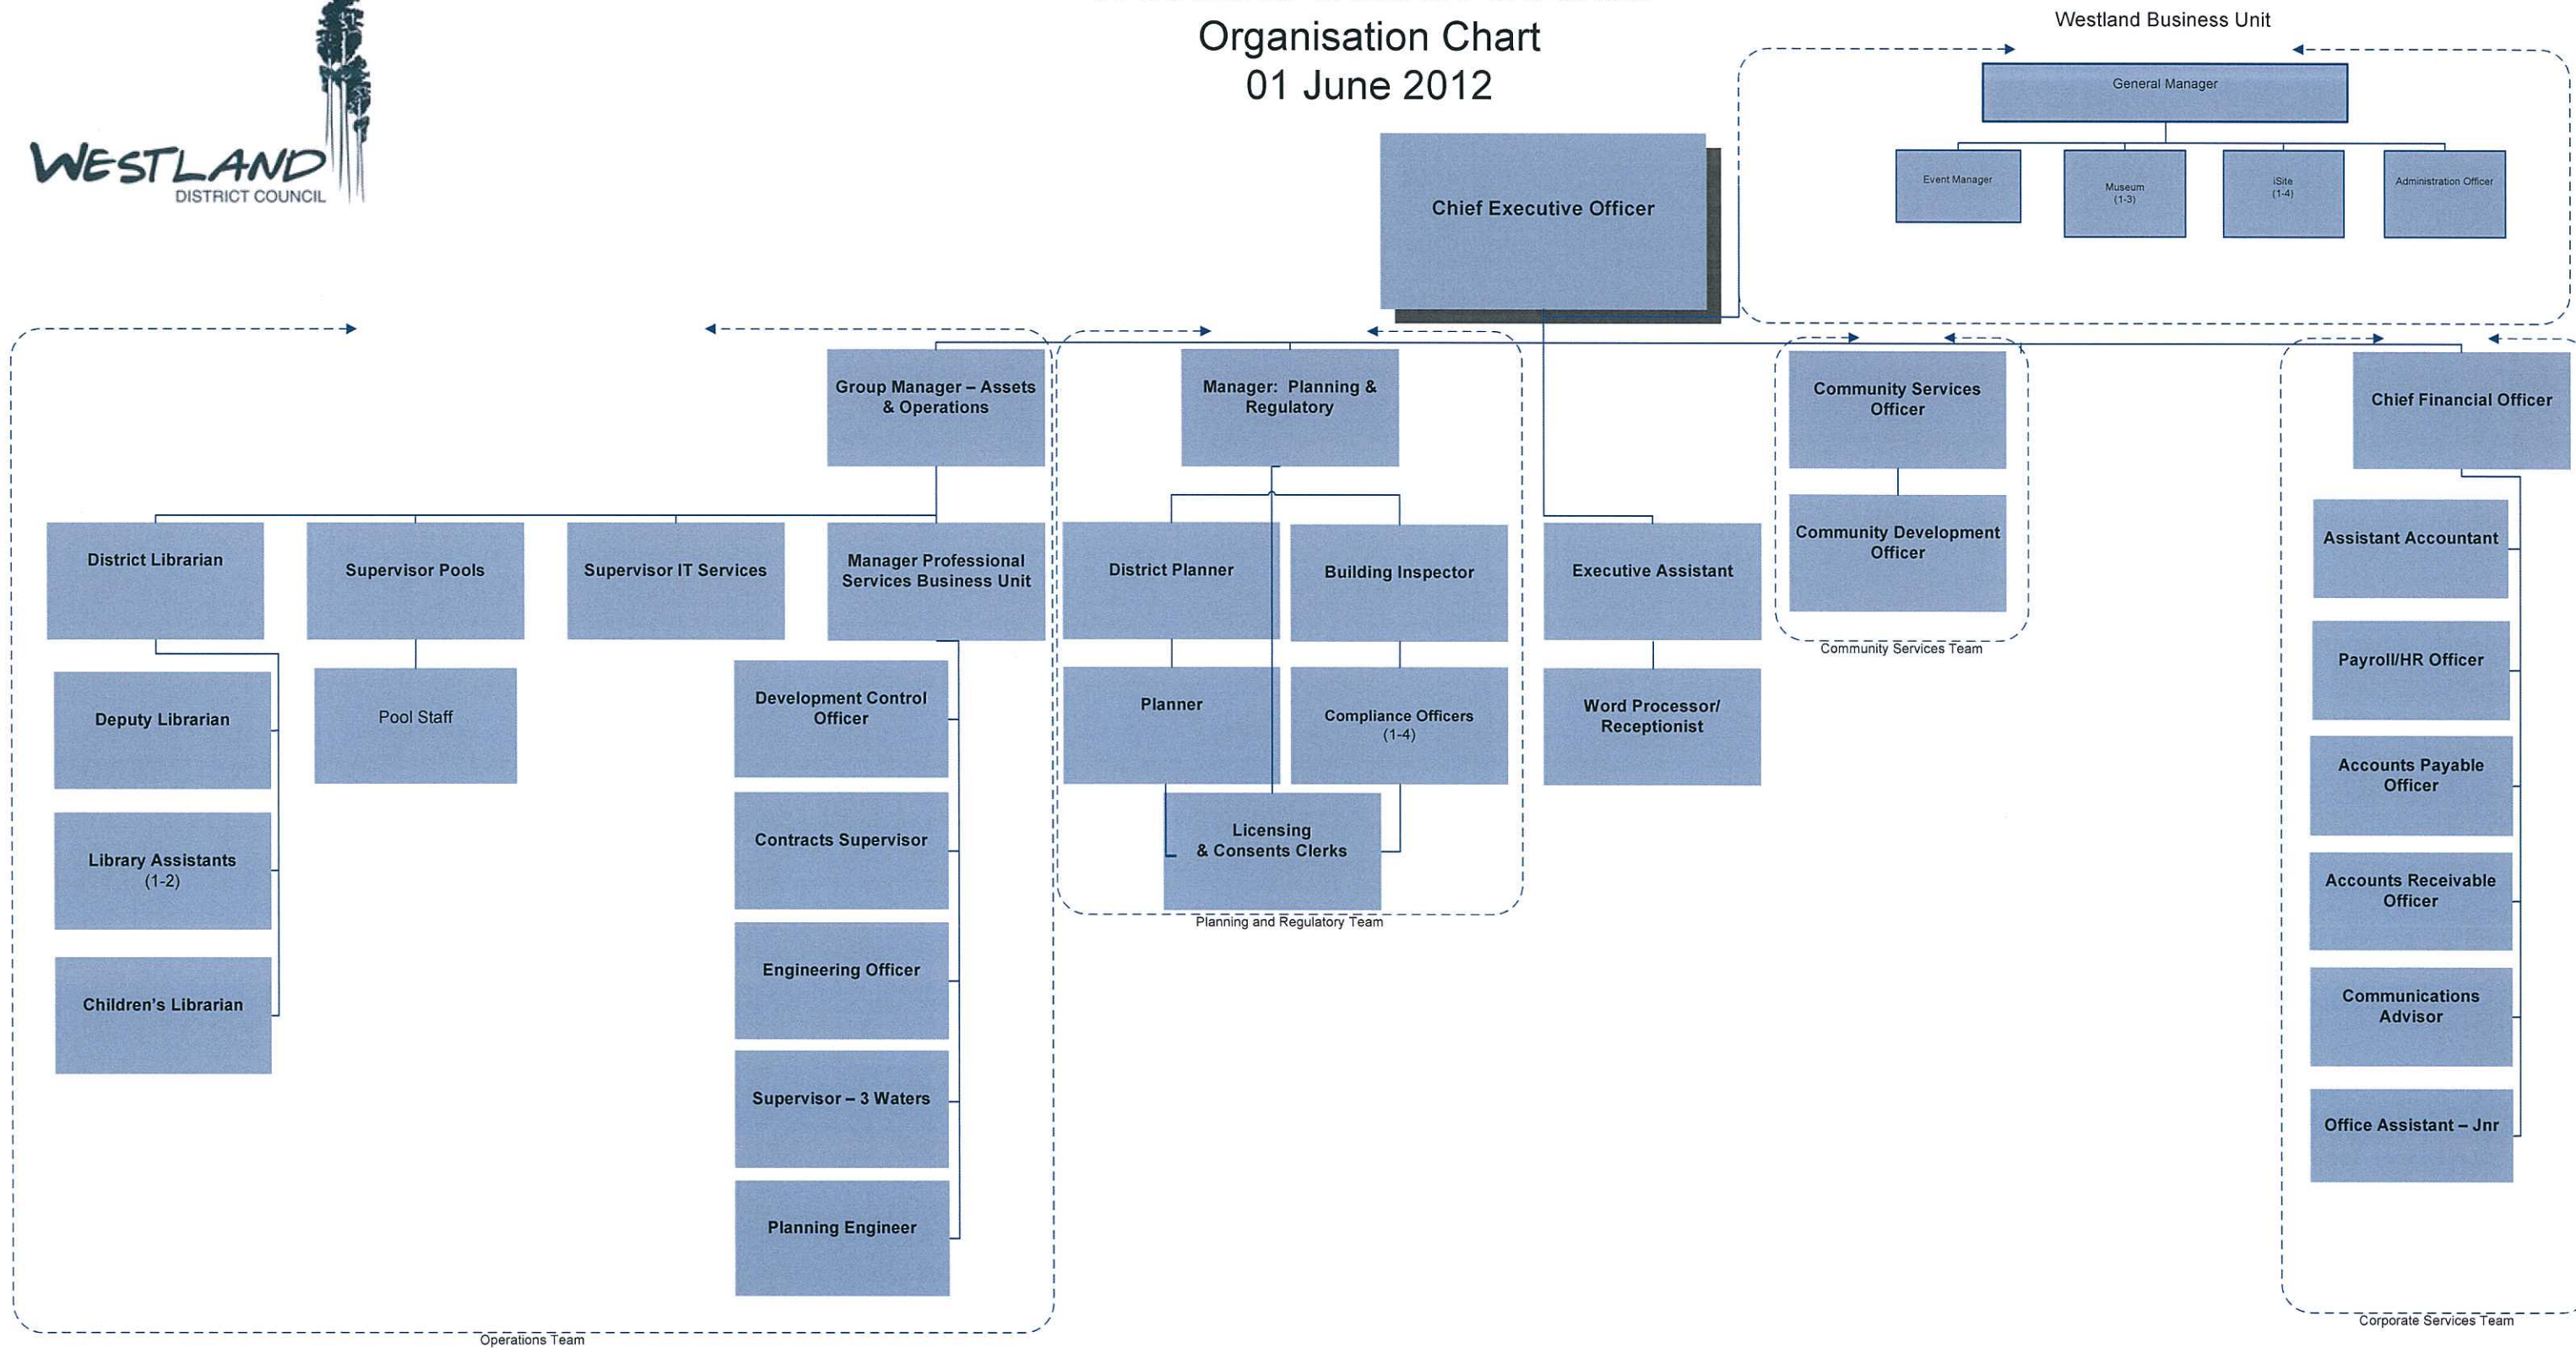 Organisation Chart
01 June 2012
WESTLAND
DISTRICT COUNCIL
Westland Business Unit
General Manager
Event Manager
Museum
(1-3)
iSite
(1-4)
Administration Officer
Chief Executive Officer
Group Manager – Assets
& Operations
Manager:  Planning &
Regulatory
Community Services
Officer
Chief Financial Officer
District Librarian
Supervisor Pools
Supervisor IT Services
Manager Professional
Services Business Unit
District Planner
Building Inspector
Executive Assistant
Community Development
Officer
Assistant Accountant
Deputy Librarian
Pool Staff
Development Control
Officer
Planner
Compliance Officers
(1-4)
Word Processor/
Receptionist
Community Services Team
Payroll/HR Officer
Library Assistants
(1-2)
Contracts Supervisor
Licensing
& Consents Clerks
Accounts Payable
Officer
Planning and Regulatory Team
Accounts Receivable
Officer
Children’s Librarian
Engineering Officer
Communications
Advisor
Supervisor – 3 Waters
Office Assistant – Jnr
Planning Engineer
Operations Team
Corporate Services Team